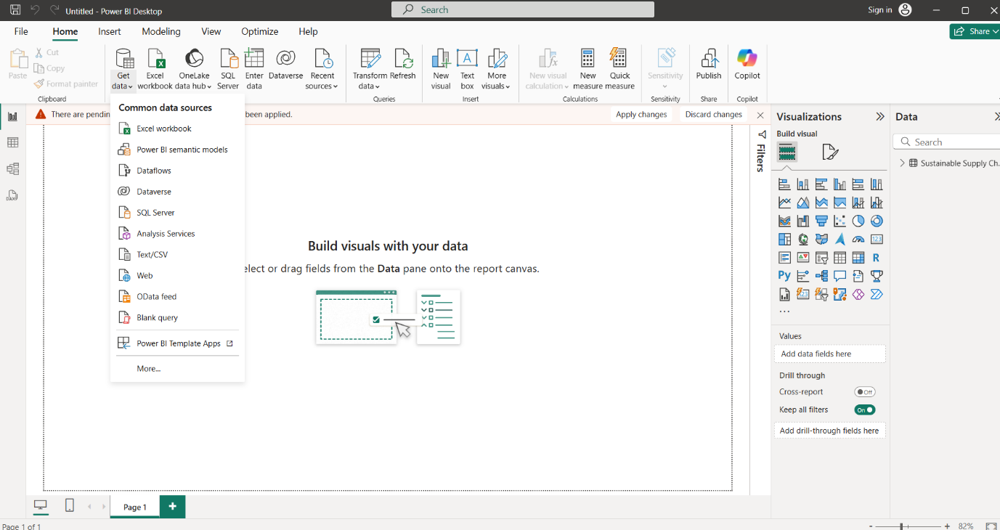 Untitled - Power BI Desktop
Search
Sign in
File Home Insert Modeling View Optimize Help
Share
Paste
Cut
Copy
Format painter
Clipboard
Get data
Excel workbook
OneLake data hub
SQL Server
Enter data
Dataverse
Recent sources
Transform data
Refresh
Queries
New visual
Text box
More visuals
Insert
New visual calculation
New measure
Quick measure
Calculations
Sensitivity
Sensitivity
Publish
Share
Copilot
Copilot
There are pendin
been applied.
Apply changes
Discard changes
Common data sources
Excel workbook
Power BI semantic models
Dataflows
Dataverse
SQL Server
Analysis Services
Text/CSV
Web
OData feed
Blank query
Power BI Template Apps
More...
Build visuals with your data
elect or drag fields from the Data pane onto the report canvas.
Filters
Visualizations
Build visual
123
R
Py
123
...
Values
Add data fields here
Drill through
Cross-report
Off
Keep all filters
On
Add drill-through fields here
Data
Search
Sustainable Supply Ch...
DAX
Page 1
+
Page 1 of 1
- + 82%